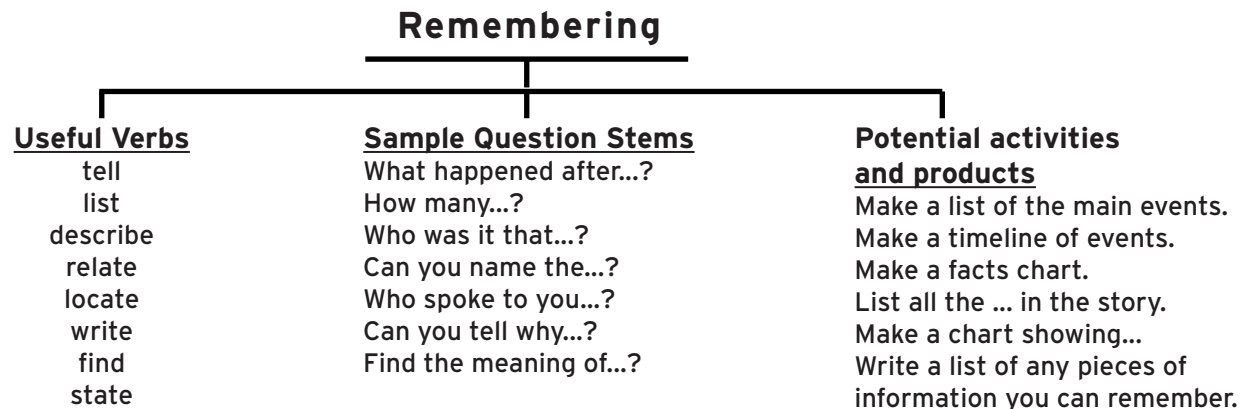 Remembering
Useful Verbs
tell
list
describe
relate
locate
write
find
state
Sample Question Stems
What happened after...?
How many...?
Who was it that...?
Can you name the...?
Who spoke to you...?
Can you tell why...?
Find the meaning of...?
Potential activities
and products
Make a list of the main events.
Make a timeline of events.
Make a facts chart.
List all the ... in the story.
Make a chart showing...
Write a list of any pieces of
information you can remember.